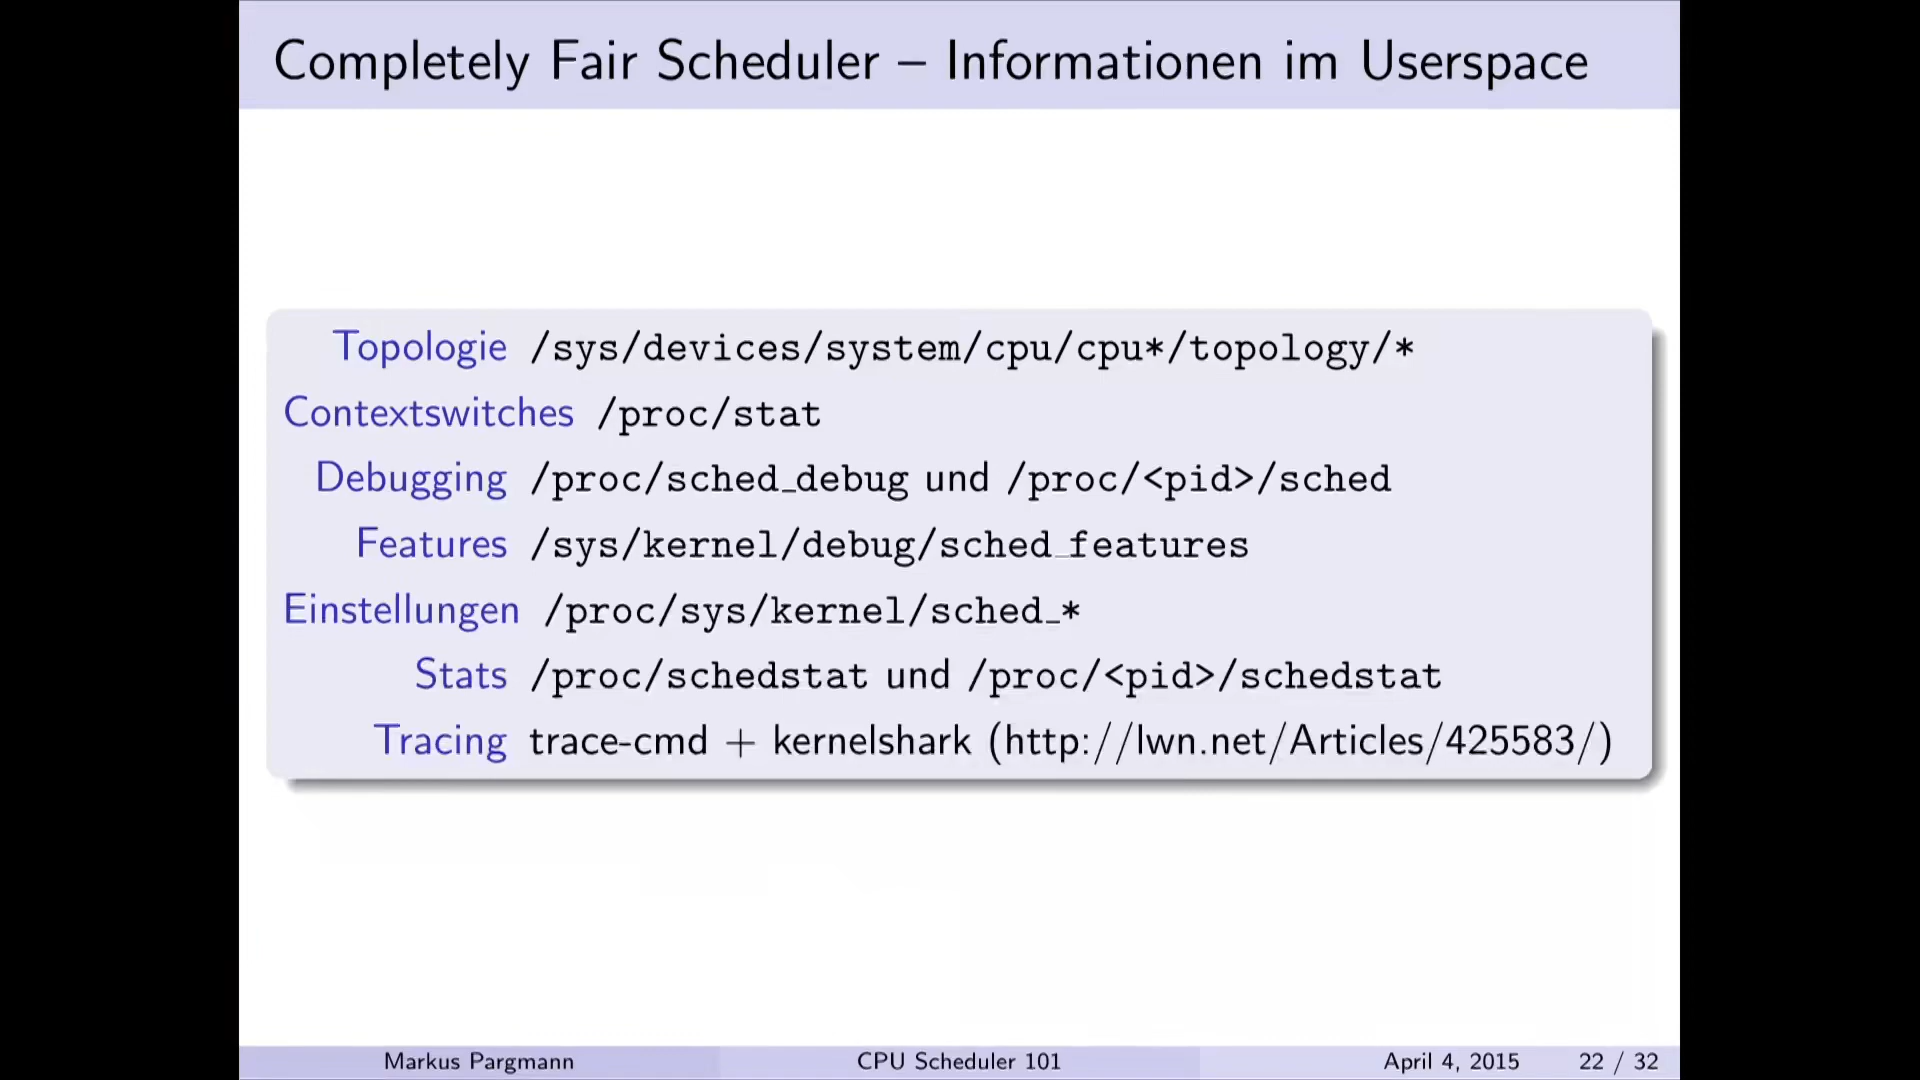 Completely Fair Scheduler – Informationen im Userspace
Topologie /sys/devices/system/cpu/cpu*/topology/*
Contextswitches /proc/stat
Debugging /proc/sched_debug und /proc/<pid>/sched
Features /sys/kernel/debug/sched_features
Einstellungen /proc/sys/kernel/sched_*
Stats /proc/schedstat und /proc/<pid>/schedstat
Tracing trace-cmd + kernelshark (http://lwn.net/Articles/425583/)
Markus Pargmann CPU Scheduler 101 April 4, 2015 22 / 32